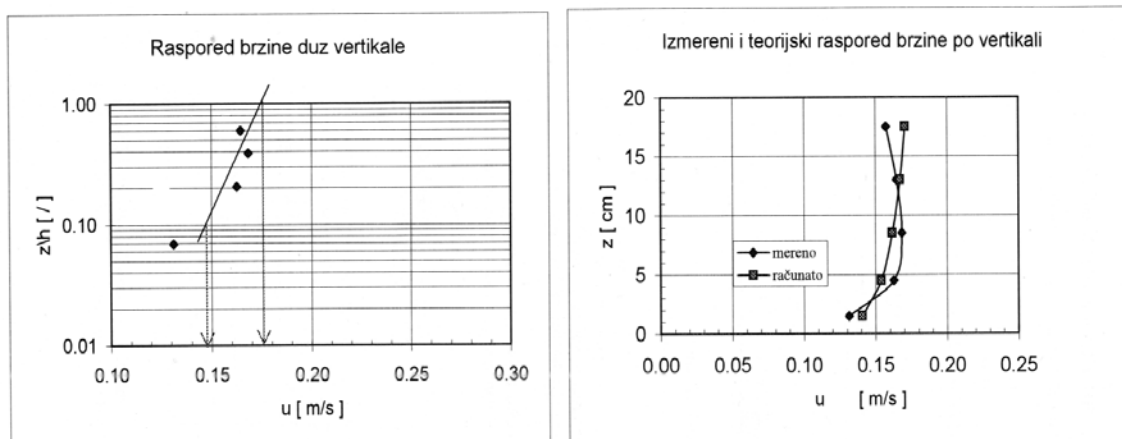 Raspored brzine duz vertikale
1.00
0.10
0.01
z\h [ / ]
0.10 0.15 0.20 0.25 0.30
u [ m/s ]
Izmereni i teorijski raspored brzine po vertikali
20
15
10
5
0
z [ cm ]
mereno
računato
0.00 0.05 0.10 0.15 0.20 0.25
u [ m/s ]